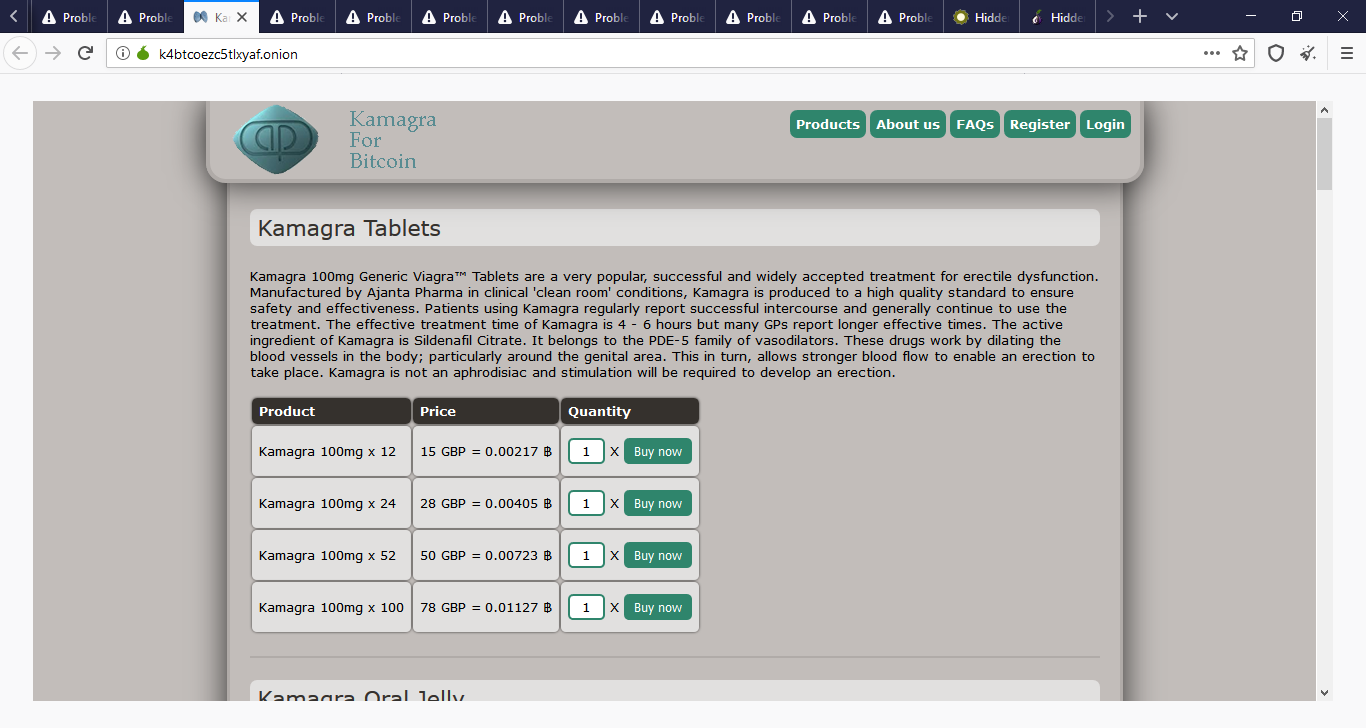 Proble
Proble
Ka
Proble
Proble
Proble
Proble
Proble
Proble
Proble
Proble
Proble
Hidde
Hidde
k4btcoezc5tlxyaf.onion
Kamagra
For
Bitcoin
Products About us FAQs Register Login
Kamagra Tablets
Kamagra 100mg Generic Viagra™ Tablets are a very popular, successful and widely accepted treatment for erectile dysfunction.
Manufactured by Ajanta Pharma in clinical 'clean room' conditions, Kamagra is produced to a high quality standard to ensure
safety and effectiveness. Patients using Kamagra regularly report successful intercourse and generally continue to use the
treatment. The effective treatment time of Kamagra is 4 - 6 hours but many GPs report longer effective times. The active
ingredient of Kamagra is Sildenafil Citrate. It belongs to the PDE-5 family of vasodilators. These drugs work by dilating the
blood vessels in the body; particularly around the genital area. This in turn, allows stronger blood flow to enable an erection to
take place. Kamagra is not an aphrodisiac and stimulation will be required to develop an erection.
Product Price Quantity
Kamagra 100mg x 12 15 GBP = 0.00217 ฿ 1 X Buy now
Kamagra 100mg x 24 28 GBP = 0.00405 ฿ 1 X Buy now
Kamagra 100mg x 52 50 GBP = 0.00723 ฿ 1 X Buy now
Kamagra 100mg x 100 78 GBP = 0.01127 ฿ 1 X Buy now
Kamagra Oral Jelly